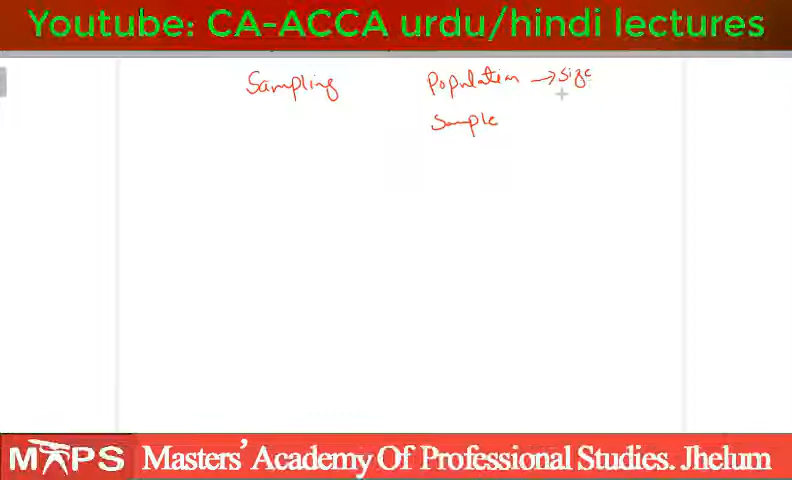 Youtube: CA-ACCA urdu/hindi lectures
Sampling Population → Size
Sample
MAPS Masters' Academy Of Professional Studies. Jhelum